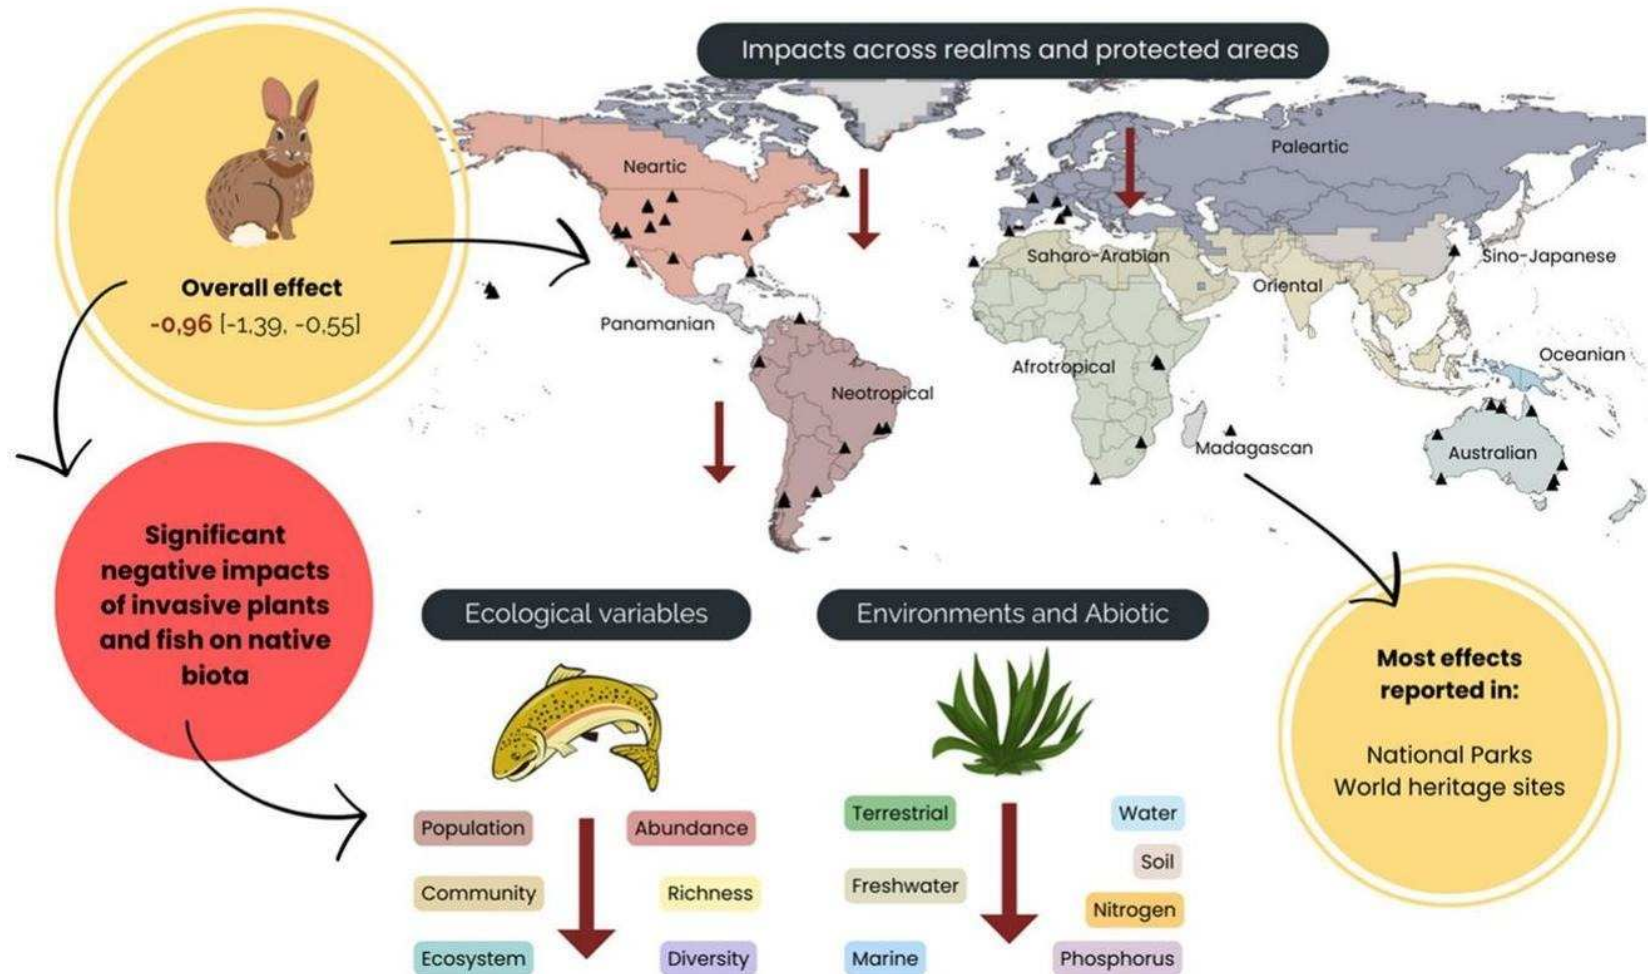 Impacts across realms and protected areas
Overall effect
-0,96 [-1,39, -0,55]
Neartic
Paleartic
Saharo-Arabian
Sino-Japanese
Oriental
Panamanian
Afrotropical
Oceanian
Neotropical
Madagascan
Australian
Significant
negative impacts
of invasive plants
and fish on native
biota
Ecological variables
Population
Abundance
Community
Richness
Ecosystem
Diversity
Environments and Abiotic
Terrestrial
Water
Soil
Freshwater
Nitrogen
Marine
Phosphorus
Most effects
reported in:
National Parks
World heritage sites